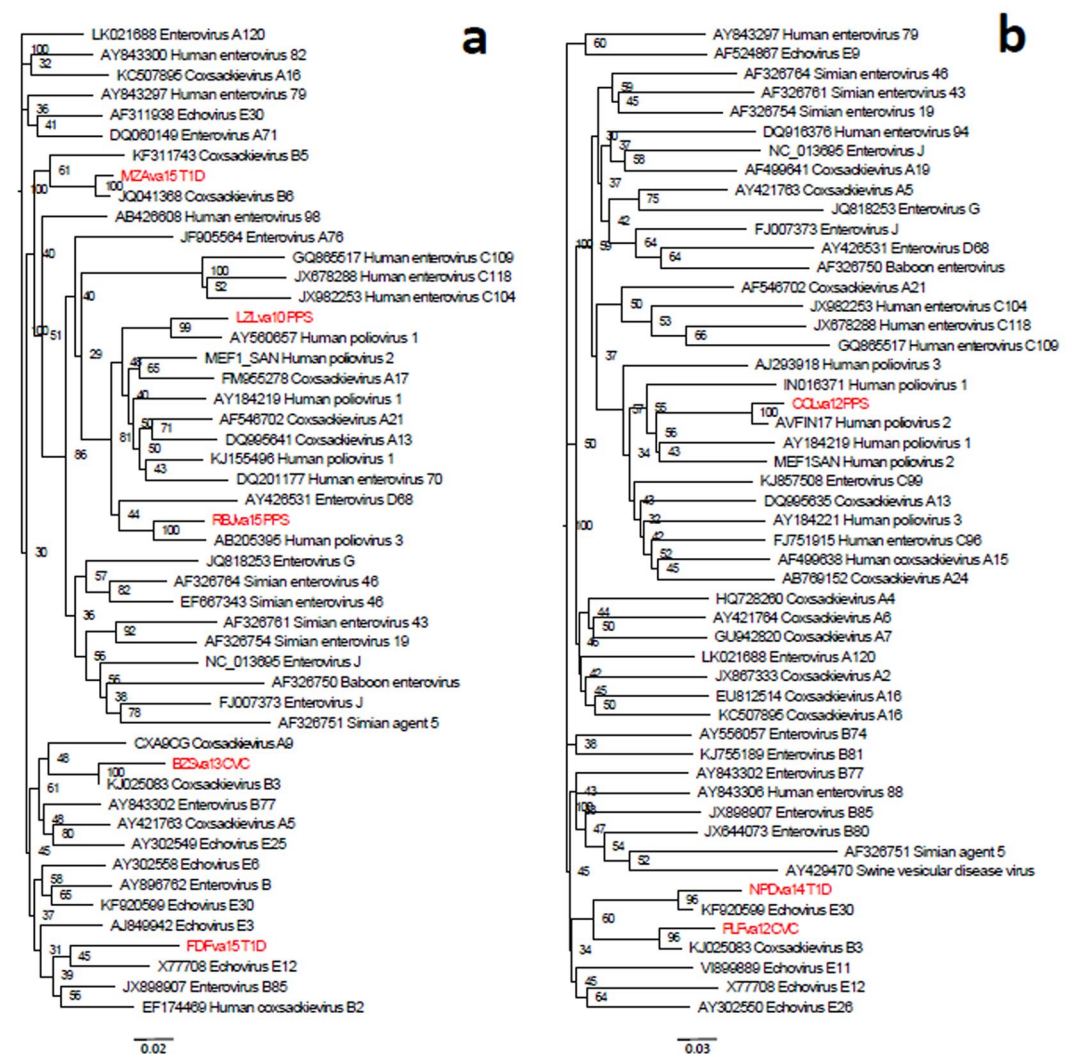 a
LK021688 Enterovirus A120
AY843300 Human enterovirus 82
100
32
KC507895 Coxsackievirus A16
AY843297 Human enterovirus 79
36
AF311938 Echovirus E30
41
DQ060149 Enterovirus A71
KF311743 Coxsackievirus B5
61
MZAva15 T1D
100
100
JQ041368 Coxsackievirus B6
AB426608 Human enterovirus 98
JF905564 Enterovirus A76
40
GQ865517 Human enterovirus C109
100
JX678288 Human enterovirus C118
52
40
JX982253 Human enterovirus C104
LZLva10 PPS
99
100
51
AY560657 Human poliovirus 1
29
MEF1_SAN Human poliovirus 2
48
65
FM955278 Coxsackievirus A17
40
AY184219 Human poliovirus 1
AF546702 Coxsackievirus A21
50
71
81
DQ995641 Coxsackievirus A13
50
86
KJ155496 Human poliovirus 1
43
DQ201177 Human enterovirus 70
AY426531 Enterovirus D68
44
RBJva15 PPS
100
AB205395 Human poliovirus 3
30
JQ818253 Enterovirus G
57
AF326764 Simian enterovirus 46
82
EF667343 Simian enterovirus 46
36
AF326761 Simian enterovirus 43
92
AF326754 Simian enterovirus 19
55
NC_013695 Enterovirus J
56
AF326750 Baboon enterovirus
38
FJ007373 Enterovirus J
78
AF326751 Simian agent 5
CXA9CG Coxsackievirus A9
48
BZSva13 CVC
100
61
KJ025083 Coxsackievirus B3
AY843302 Enterovirus B77
48
AY421763 Coxsackievirus A5
80
AY302549 Echovirus E25
45
AY302558 Echovirus E6
58
AY896762 Enterovirus B
65
KF920599 Echovirus E30
37
AJ849942 Echovirus E3
31
FDFva15 T1D
45
X77708 Echovirus E12
39
JX898907 Enterovirus B85
56
EF174469 Human coxsackievirus B2
0.02
b
AY843297 Human enterovirus 79
60
AF524867 Echovirus E9
AF326764 Simian enterovirus 46
59
AF326761 Simian enterovirus 43
45
AF326754 Simian enterovirus 19
DQ916376 Human enterovirus 94
30
37
NC_013695 Enterovirus J
58
AF499641 Coxsackievirus A19
37
AY421763 Coxsackievirus A5
75
JQ818253 Enterovirus G
42
FJ007373 Enterovirus J
100
59
64
AY426531 Enterovirus D68
64
AF326750 Baboon enterovirus
AF546702 Coxsackievirus A21
50
JX982253 Human enterovirus C104
53
JX678288 Human enterovirus C118
66
GQ865517 Human enterovirus C109
37
AJ293918 Human poliovirus 3
IN016371 Human poliovirus 1
55
CCLva12PPS
100
AVFIN17 Human poliovirus 2
56
50
AY184219 Human poliovirus 1
34
43
MEF1SAN Human poliovirus 2
KJ857508 Enterovirus C99
43
DQ995635 Coxsackievirus A13
32
AY184221 Human poliovirus 3
100
42
FJ751915 Human enterovirus C96
52
AF499638 Human coxsackievirus A15
45
AB769152 Coxsackievirus A24
HQ728260 Coxsackievirus A4
44
AY421764 Coxsackievirus A6
50
GU942820 Coxsackievirus A7
LK021688 Enterovirus A120
42
JX867333 Coxsackievirus A2
45
EU812514 Coxsackievirus A16
50
KC507895 Coxsackievirus A16
AY556057 Enterovirus B74
38
KJ755189 Enterovirus B81
AY843302 Enterovirus B77
43
AY843306 Human enterovirus 88
100
JX898907 Enterovirus B85
47
JX644073 Enterovirus B80
54
AF326751 Simian agent 5
52
45
AY429470 Swine vesicular disease virus
NPDva14 T1D
96
KF920599 Echovirus E30
60
PLFva12CVC
96
34
KJ025083 Coxsackievirus B3
VI899889 Echovirus E11
45
X77708 Echovirus E12
64
AY302550 Echovirus E26
0.03